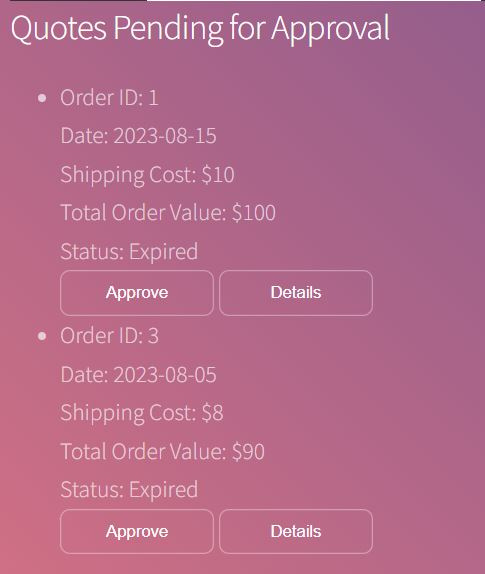 Quotes Pending for Approval
Order ID: 1
Date: 2023-08-15
Shipping Cost: $10
Total Order Value: $100
Status: Expired
Approve Details
Order ID: 3
Date: 2023-08-05
Shipping Cost: $8
Total Order Value: $90
Status: Expired
Approve Details